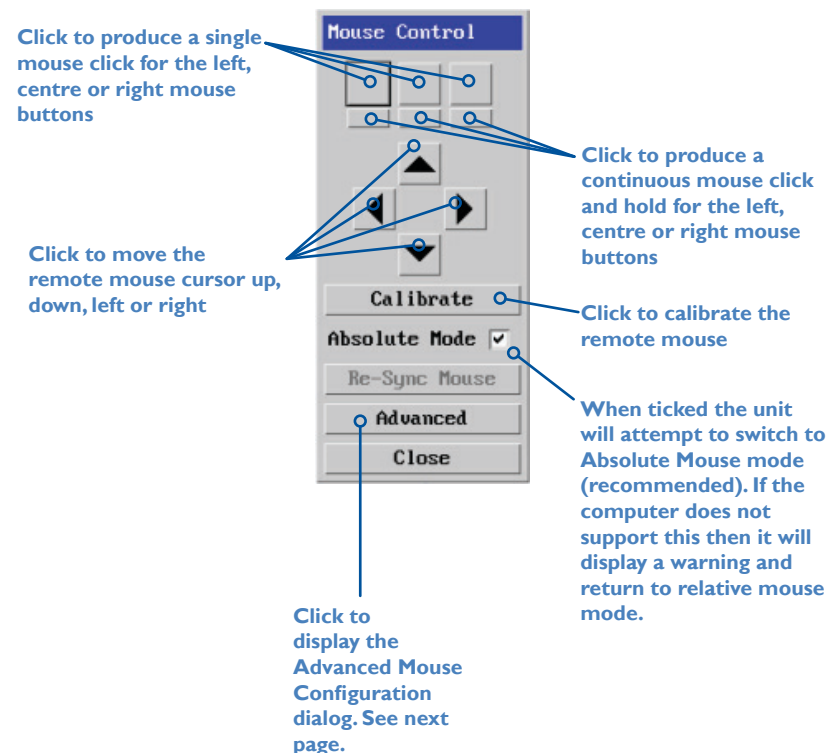 Mouse Control
Click to produce a single
mouse click for the left,
centre or right mouse
buttons
Click to produce a
continuous mouse click
and hold for the left,
centre or right mouse
buttons
Click to move the
remote mouse cursor up,
down, left or right
Calibrate
Click to calibrate the
remote mouse
Absolute Mode
Re-Sync Mouse
Advanced
Close
When ticked the unit
will attempt to switch to
Absolute Mouse mode
(recommended). If the
computer does not
support this then it will
display a warning and
return to relative mouse
mode.
Click to
display the
Advanced Mouse
Configuration
dialog. See next
page.